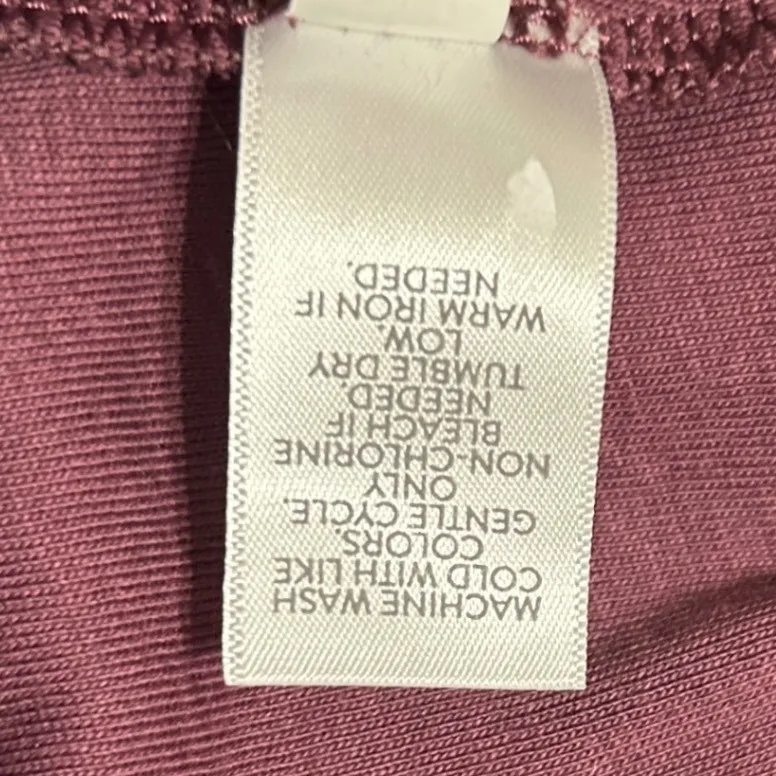 MACHINE WASH
COLD WITH LIKE
COLORS.
GENTLE CYCLE.
ONLY
NON-CHLORINE
BLEACH IF
NEEDED
TUMBLE DRY
LOW.
WARM IRON IF
NEEDED.